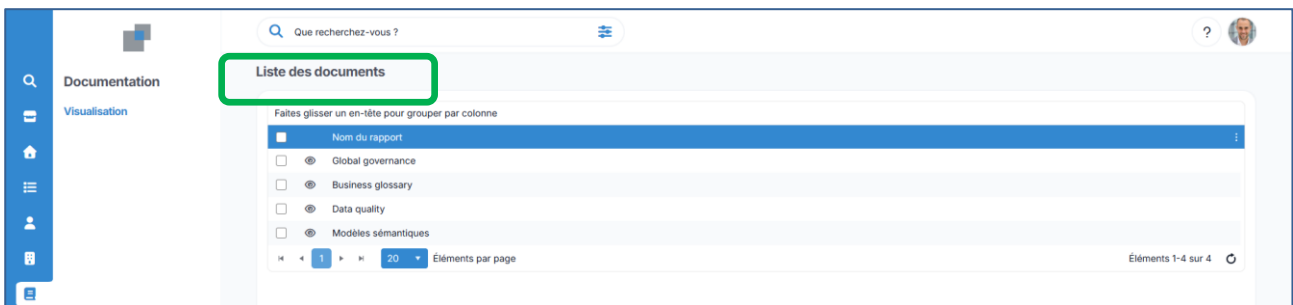 Que recherchez-vous ?
?
Documentation
Liste des documents
Visualisation
Faites glisser un en-tête pour grouper par colonne
Nom du rapport
Global governance
Business glossary
Data quality
Modèles sémantiques
1 20 Éléments par page Éléments 1-4 sur 4